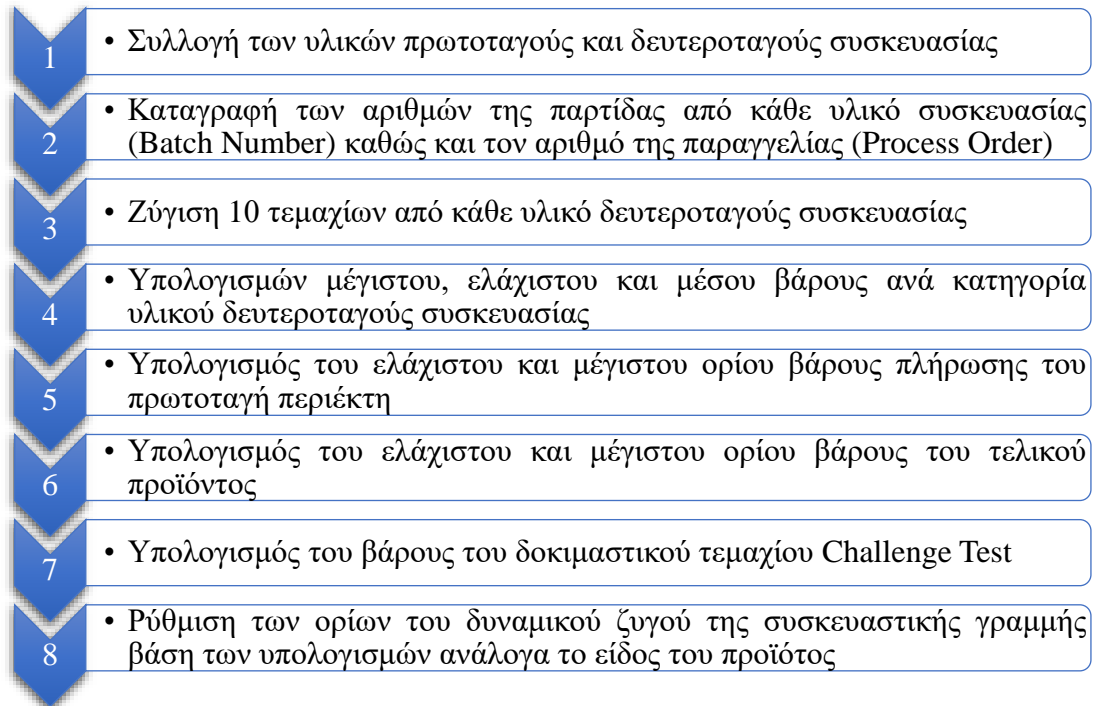 1
• Συλλογή των υλικών πρωτοταγούς και δευτεροταγούς συσκευασίας
2
• Καταγραφή των αριθμών της παρτίδας από κάθε υλικό συσκευασίας
(Batch Number) καθώς και τον αριθμό της παραγγελίας (Process Order)
3
• Ζύγιση 10 τεμαχίων από κάθε υλικό δευτεροταγούς συσκευασίας
4
• Υπολογισμών μέγιστου, ελάχιστου και μέσου βάρους ανά κατηγορία
υλικού δευτεροταγούς συσκευασίας
5
• Υπολογισμός του ελάχιστου και μέγιστου ορίου βάρους πλήρωσης του
πρωτοταγή περιέκτη
6
• Υπολογισμός του ελάχιστου και μέγιστου ορίου βάρους του τελικού
προϊόντος
7
• Υπολογισμός του βάρους του δοκιμαστικού τεμαχίου Challenge Test
8
• Ρύθμιση των ορίων του δυναμικού ζυγού της συσκευαστικής γραμμής
βάση των υπολογισμών ανάλογα το είδος του προϊότος